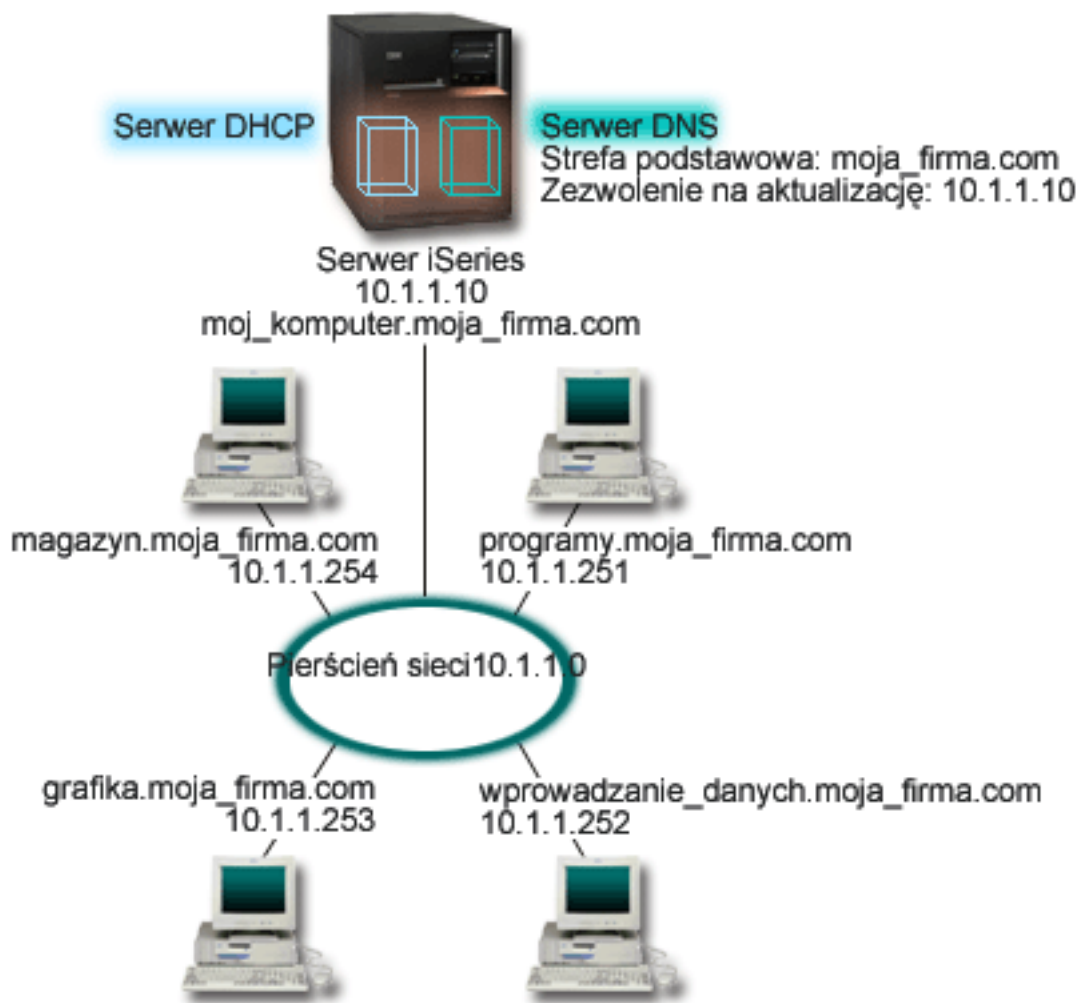 Serwer DHCP
Serwer DNS
Strefa podstawowa: moja_firma.com
Zezwolenie na aktualizację: 10.1.1.10
Serwer iSeries
10.1.1.10
moj_komputer.moja_firma.com
magazyn.moja_firma.com
10.1.1.254
programy.moja_firma.com
10.1.1.251
Pierścień sieci10.1.1.0
grafika.moja_firma.com
10.1.1.253
wprowadzanie_danych.moja_firma.com
10.1.1.252